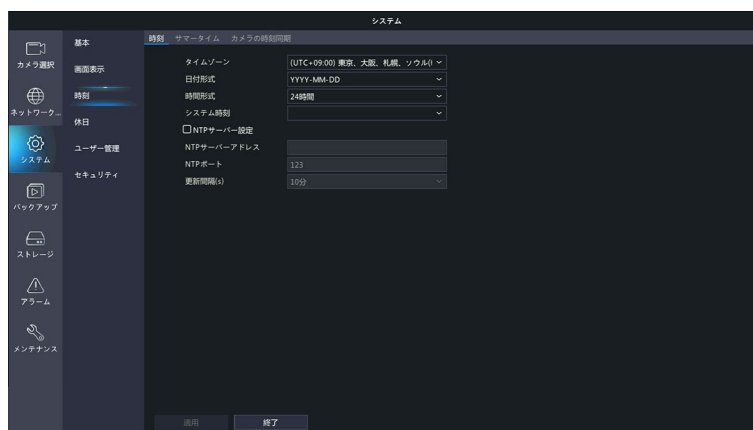 システム
カメラ選択
ネットワーク...
システム
バックアップ
ストレージ
アラーム
メンテナンス
基本
画面表示
時刻
休日
ユーザー管理
セキュリティ
時刻 サマータイム カメラの時刻同期
タイムゾーン (UTC+09:00) 東京、大阪、札幌、ソウル(
日付形式 YYYY-MM-DD
時間形式 24時間
システム時刻
NTPサーバー設定
NTPサーバーアドレス
NTPポート 123
更新間隔(s) 10分
適用 終了